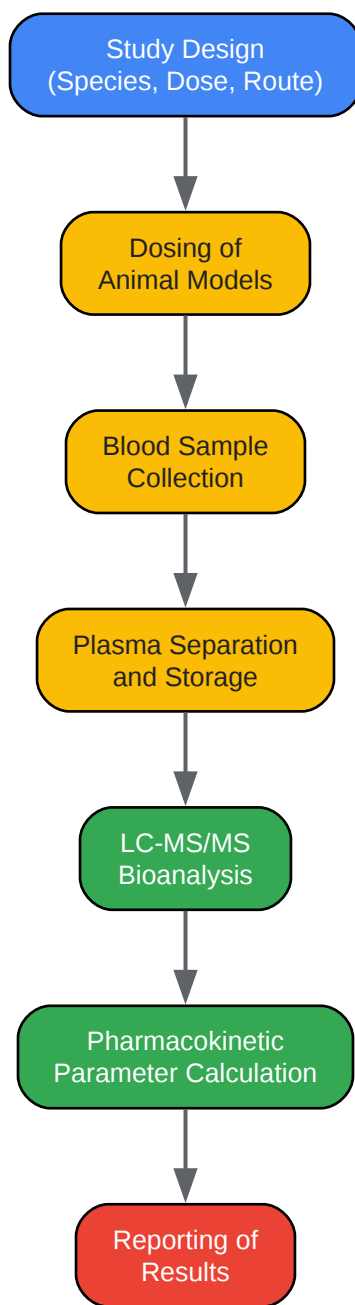 Study Design
(Species, Dose, Route)
Dosing of
Animal Models
Blood Sample
Collection
Plasma Separation
and Storage
LC-MS/MS
Bioanalysis
Pharmacokinetic
Parameter Calculation
Reporting of
Results